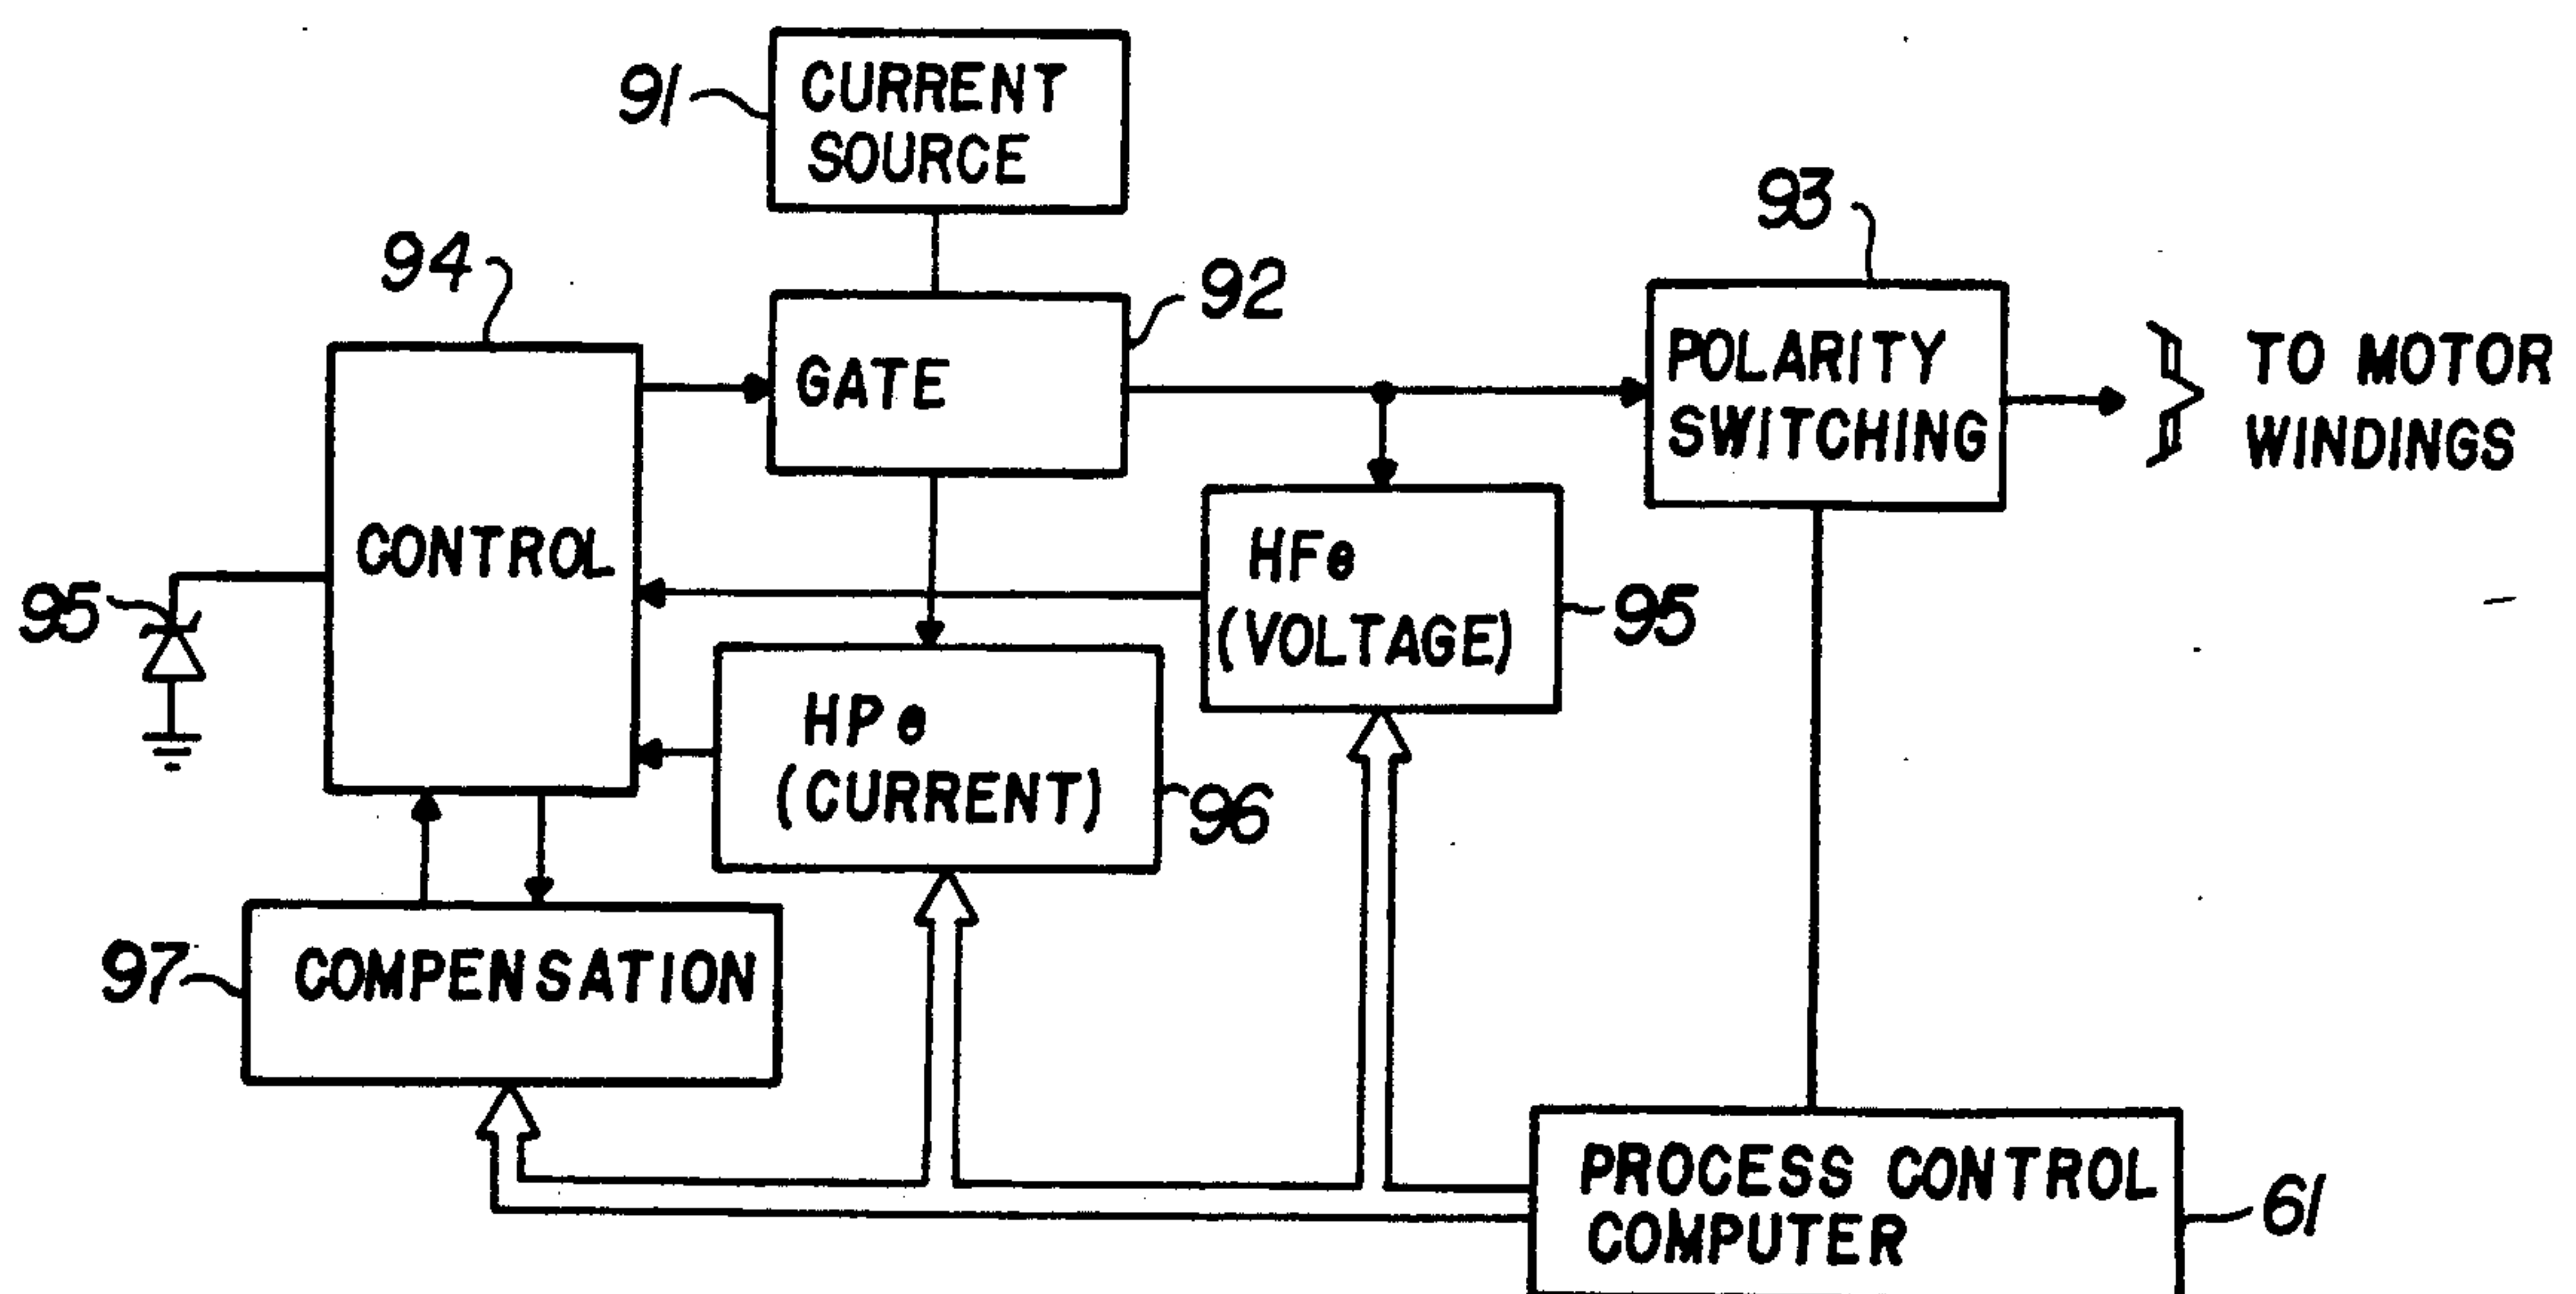 91
CURRENT
SOURCE
93
94
92
GATE
POLARITY
SWITCHING
TO MOTOR
WINDINGS
CONTROL
HFe
(VOLTAGE)
95
95
HPe
(CURRENT)
96
97
COMPENSATION
PROCESS CONTROL
COMPUTER
61